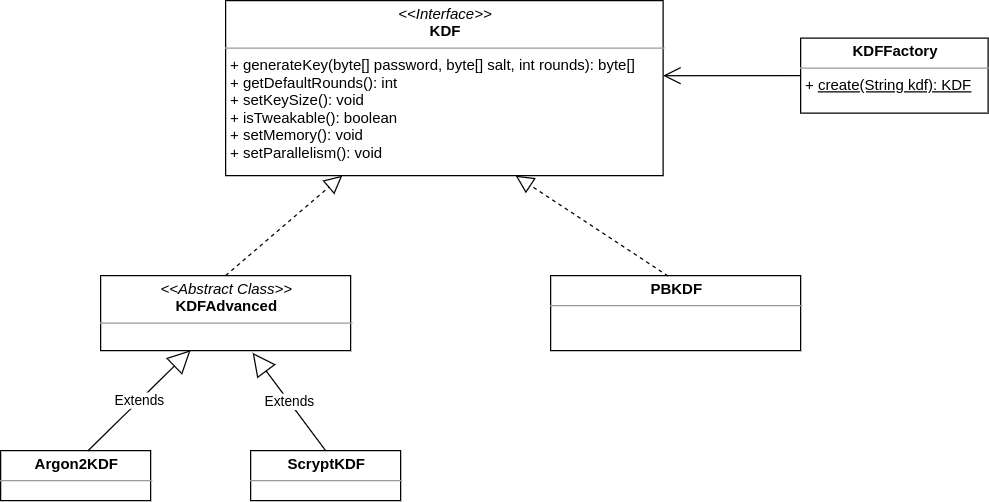 <<Interface>>
KDF
+ generateKey(byte[] password, byte[] salt, int rounds): byte[]
+ getDefaultRounds(): int
+ setKeySize(): void
+ isTweakable(): boolean
+ setMemory(): void
+ setParallelism(): void
KDFFactory
+ create(String kdf): KDF
<<Abstract Class>>
KDFAdvanced
PBKDF
Extends
Extends
Argon2KDF
ScryptKDF